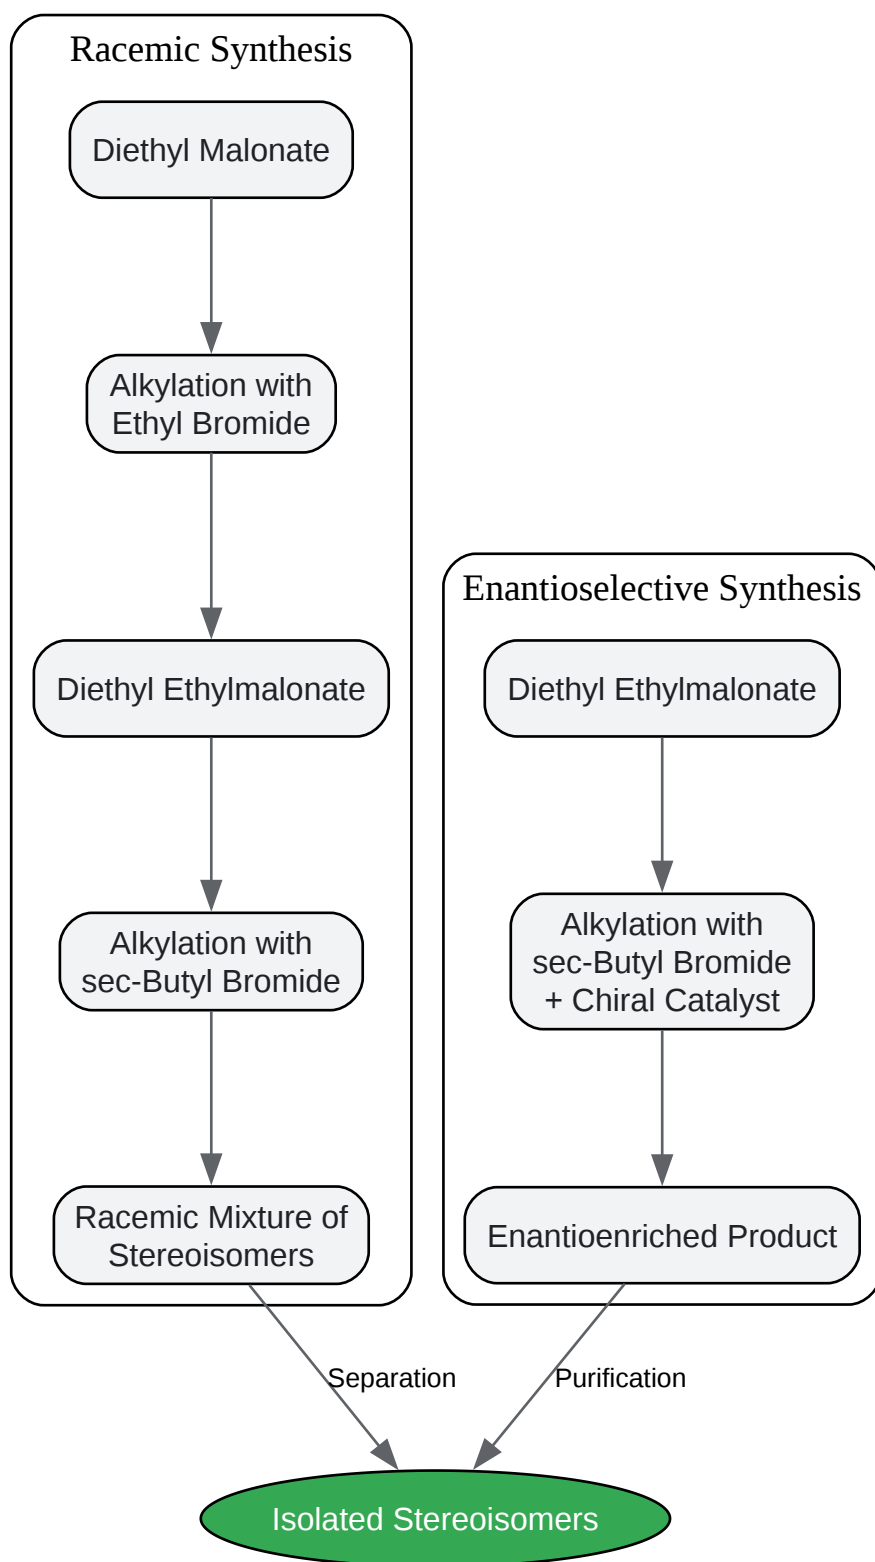 Racemic Synthesis
Diethyl Malonate
Alkylation with
Ethyl Bromide
Diethyl Ethylmalonate
Alkylation with
sec-Butyl Bromide
Racemic Mixture of
Stereoisomers
Enantioselective Synthesis
Diethyl Ethylmalonate
Alkylation with
sec-Butyl Bromide
+ Chiral Catalyst
Enantioenriched Product
Separation
Purification
Isolated Stereoisomers